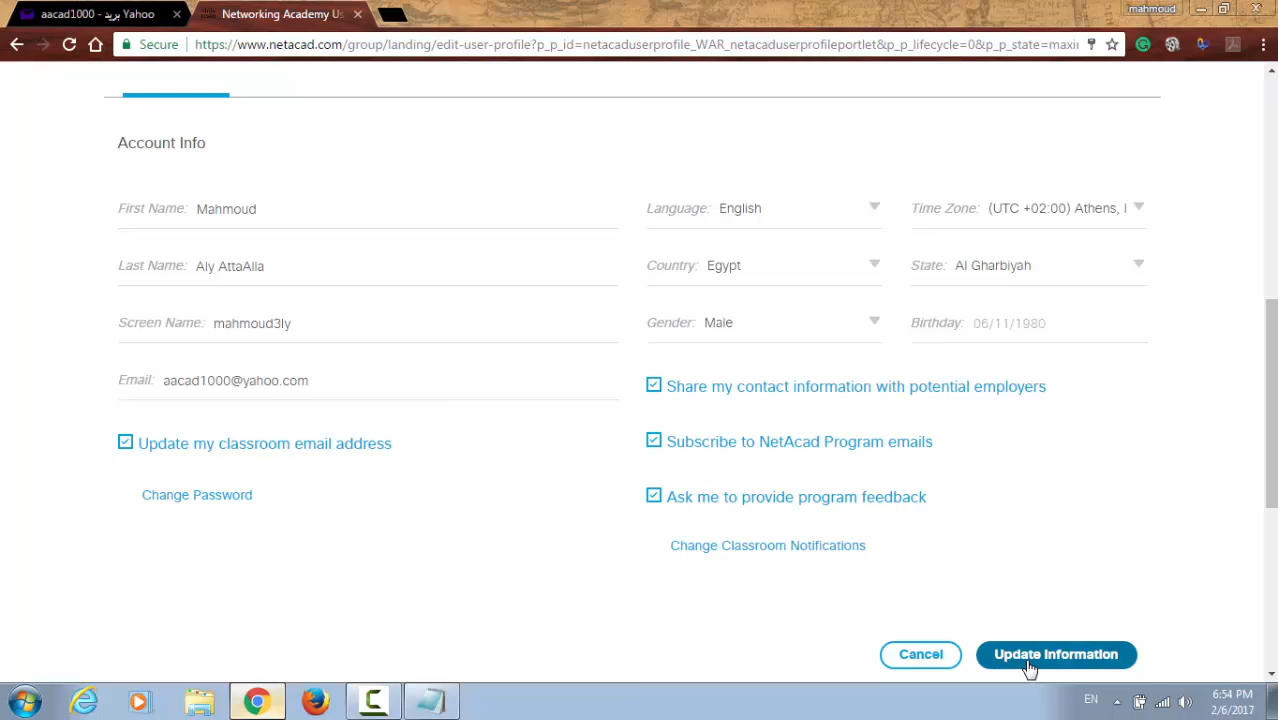 aacad1000 - بريد Yahoo
Networking Academy Us
mahmoud
Secure
https://www.netacad.com/group/landing/edit-user-profile?p_p_id=netacaduserprofile_WAR_netacaduserprofileportlet&p_p_lifecycle=0&p_p_state=maxi
Account Info
First Name: Mahmoud
Language: English
Time Zone: (UTC +02:00) Athens, I
Last Name: Aly AttaAlla
Country: Egypt
State: Al Gharbiyah
Screen Name: mahmoud3ly
Gender: Male
Birthday: 06/11/1980
Email: aacad1000@yahoo.com
Share my contact information with potential employers
Update my classroom email address
Subscribe to NetAcad Program emails
Change Password
Ask me to provide program feedback
Change Classroom Notifications
Cancel
Update Information
EN
6:54 PM
2/6/2017